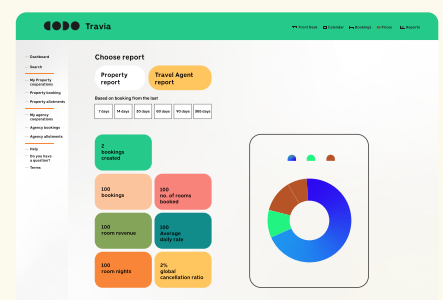 CODO Travia
Front Desk
Calendar
Bookings
Prices
Reports
Dashboard
Search
My Property
cooperations
Property booking
Property allotments
My agency
cooperations
Agency bookings
Agency allotments
Help
Do you have
a question?
Terms
Choose report
Property
report
Travel Agent
report
Based on booking from the last
7 days
14 days
30 days
60 days
90 days
365 days
2
bookings
created
100
bookings
100
no. of rooms
booked
100
room revenue
100
Average
daily rate
100
room nights
2%
global
cancellation ratio